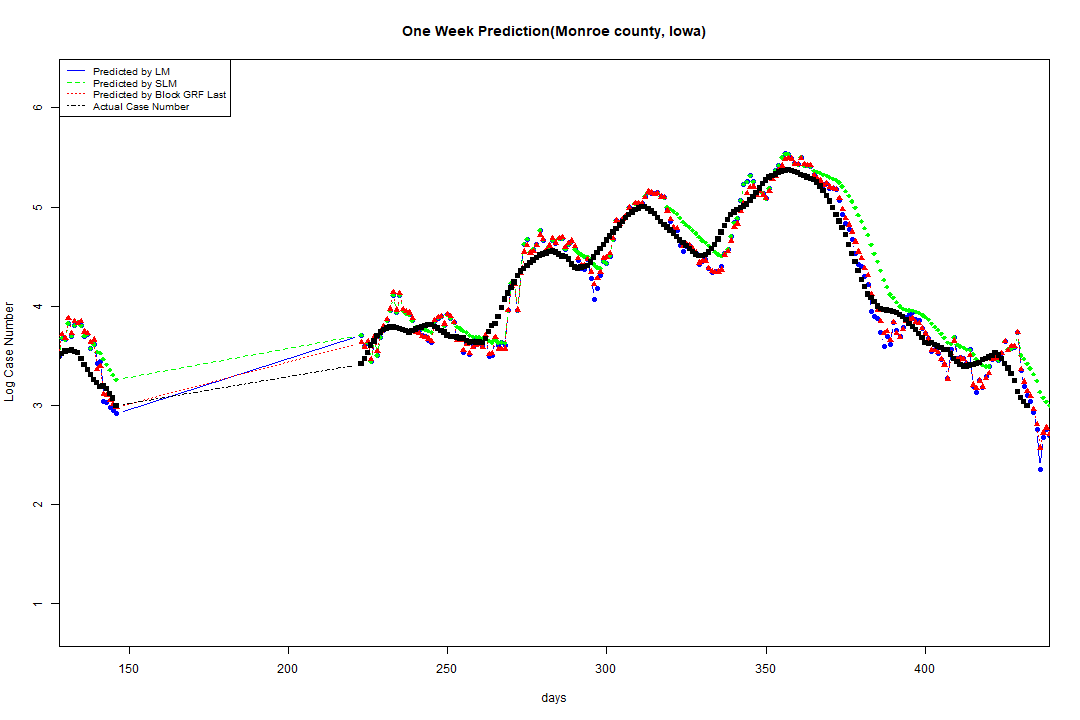 One Week Prediction(Monroe county, Iowa)
Predicted by LM
Predicted by SLM
Predicted by Block GRF Last
Actual Case Number
6
5
4
3
2
1
Log Case Number
150 200 250 300 350 400
days